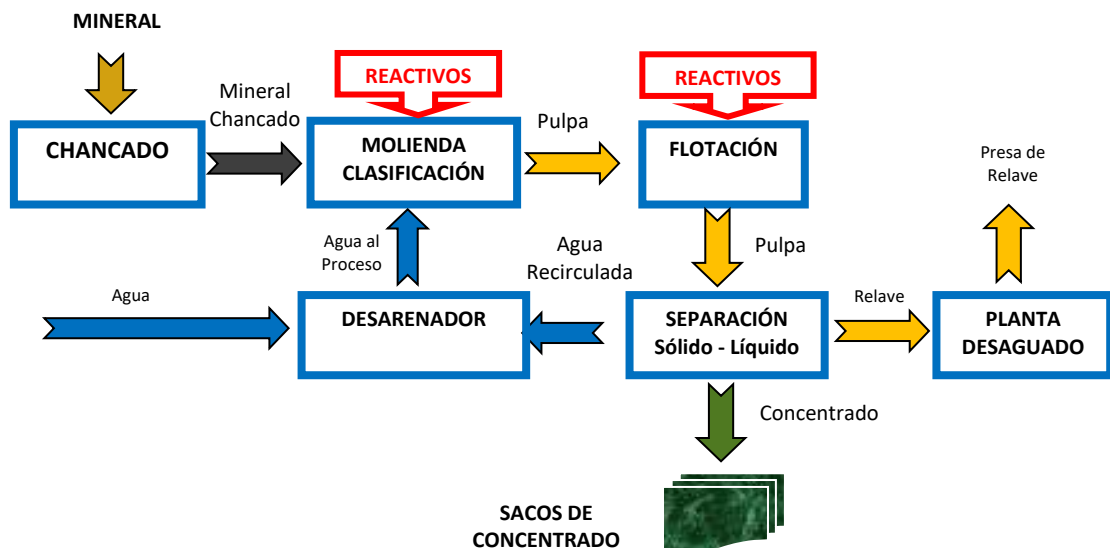 MINERAL
REACTIVOS
REACTIVOS
Mineral
Chancado
Pulpa
CHANCADO
MOLIENDA
CLASIFICACIÓN
FLOTACIÓN
Presa de
Relave
Agua al
Proceso
Agua
Recirculada
Pulpa
Agua
Relave
DESARENADOR
SEPARACIÓN
Sólido - Líquido
PLANTA
DESAGUADO
Concentrado
SACOS DE
CONCENTRADO